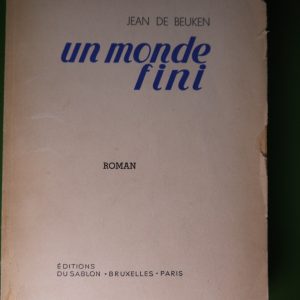 JEAN DE BEUKEN
un monde
fini
ROMAN
ÉDITIONS
DU SABLON • BRUXELLES • PARIS